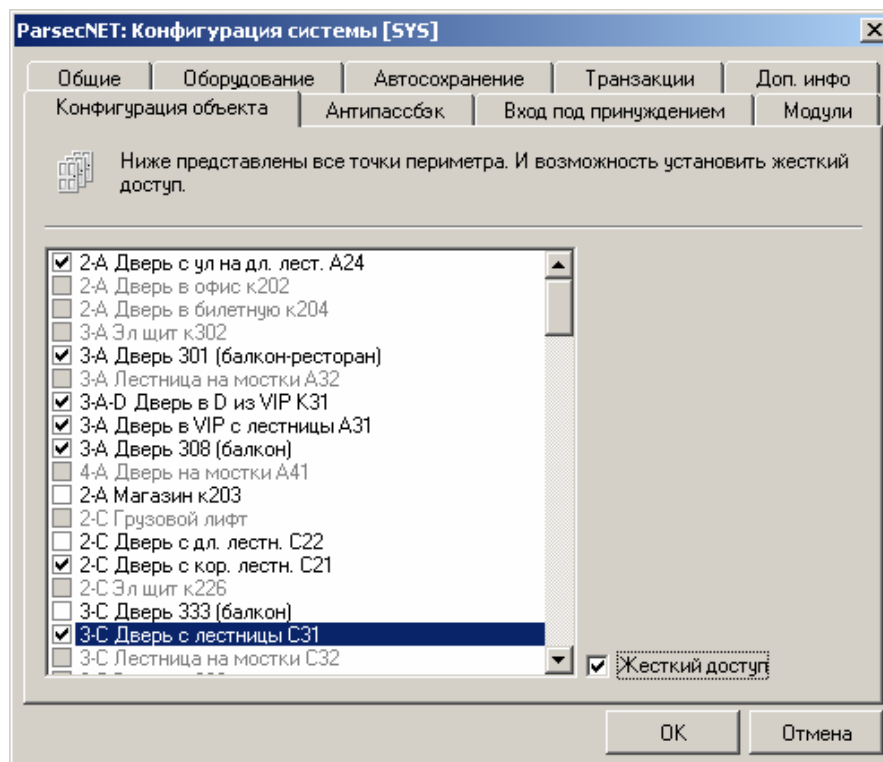 ParsecNET: Конфигурация системы [SYS]
Общие Оборудование Автосохранение Транзакции Доп. инфо
Конфигурация объекта Антипассбэк Вход под принуждением Модули
Ниже представлены все точки периметра. И возможность установить жесткий
доступ.
2-А Дверь с ул на дл. лест. А24
2-А Дверь в офис к202
2-А Дверь в билетную к204
3-А Эл щит к302
3-А Дверь 301 (балкон-ресторан)
3-А Лестница на мостки А32
3-А-D Дверь в D из VIP К31
3-А Дверь в VIP с лестницы А31
3-А Дверь 308 (балкон)
4-А Дверь на мостки А41
2-А Магазин к203
2-С Грузовой лифт
2-С Дверь с дл. лестн. С22
2-С Дверь с кор. лестн. С21
2-С Эл щит к226
3-С Дверь 333 (балкон)
3-С Дверь с лестницы С31
3-С Лестница на мостки С32
Жесткий доступ
OK Отмена